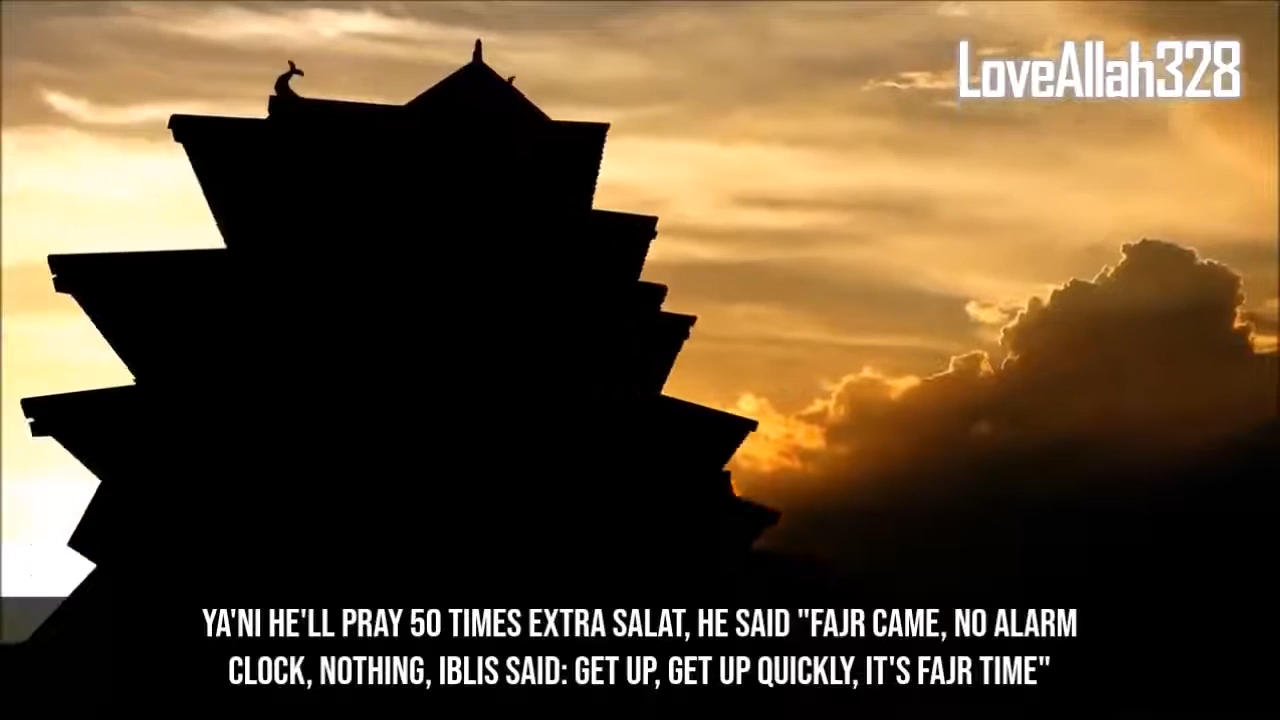 LoveAllah328
YA'NI HE'LL PRAY 50 TIMES EXTRA SALAT, HE SAID "FAJR CAME, NO ALARM
CLOCK, NOTHING, IBLIS SAID: GET UP, GET UP QUICKLY, IT'S FAJR TIME"